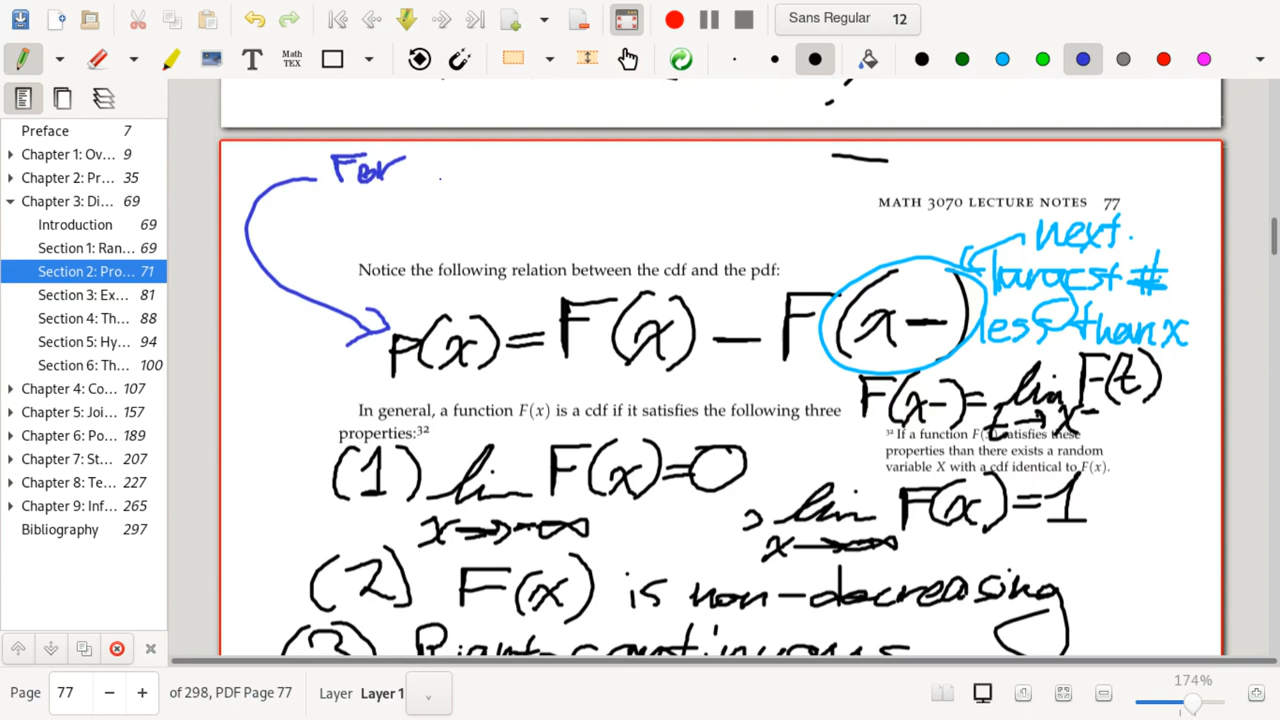 Sans Regular 12
T Math TEX
Preface 7
Chapter 1: Ov... 9
Chapter 2: Pr... 35
Chapter 3: Di... 69
Introduction 69
Section 1: Ran... 69
Section 2: Pro... 71
Section 3: Ex... 81
Section 4: Th... 88
Section 5: Hy... 94
Section 6: Th... 100
Chapter 4: Co... 107
Chapter 5: Joi... 157
Chapter 6: Po... 189
Chapter 7: St... 207
Chapter 8: Te... 227
Chapter 9: Inf... 265
Bibliography 297
For
MATH 3070 LECTURE NOTES 77
next
largest #
less than x
Notice the following relation between the cdf and the pdf:
p(x) = F(x) - F(x-)
F(x-) = lim F(t)
t → x-
In general, a function F(x) is a cdf if it satisfies the following three
properties:³²
³² If a function F(x) satisfies these
properties than there exists a random
variable X with a cdf identical to F(x).
(1) lim F(x) = 0
x → -∞
, lim F(x) = 1
x → ∞
(2) F(x) is non-decreasing
(3) Right-continuous
Page 77 of 298, PDF Page 77 Layer Layer 1 174%